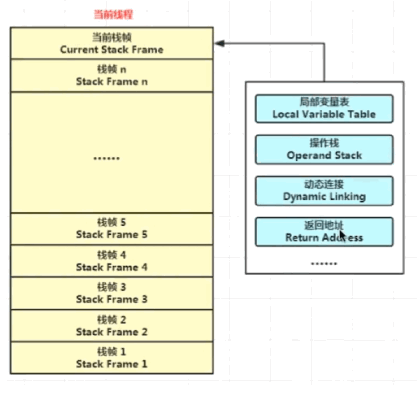 当前线程
当前栈帧
Current Stack Frame
栈帧 n
Stack Frame n
......
栈帧 5
Stack Frame 5
栈帧 4
Stack Frame 4
栈帧 3
Stack Frame 3
栈帧 2
Stack Frame 2
栈帧 1
Stack Frame 1
局部变量表
Local Variable Table
操作栈
Operand Stack
动态连接
Dynamic Linking
返回地址
Return Address
......